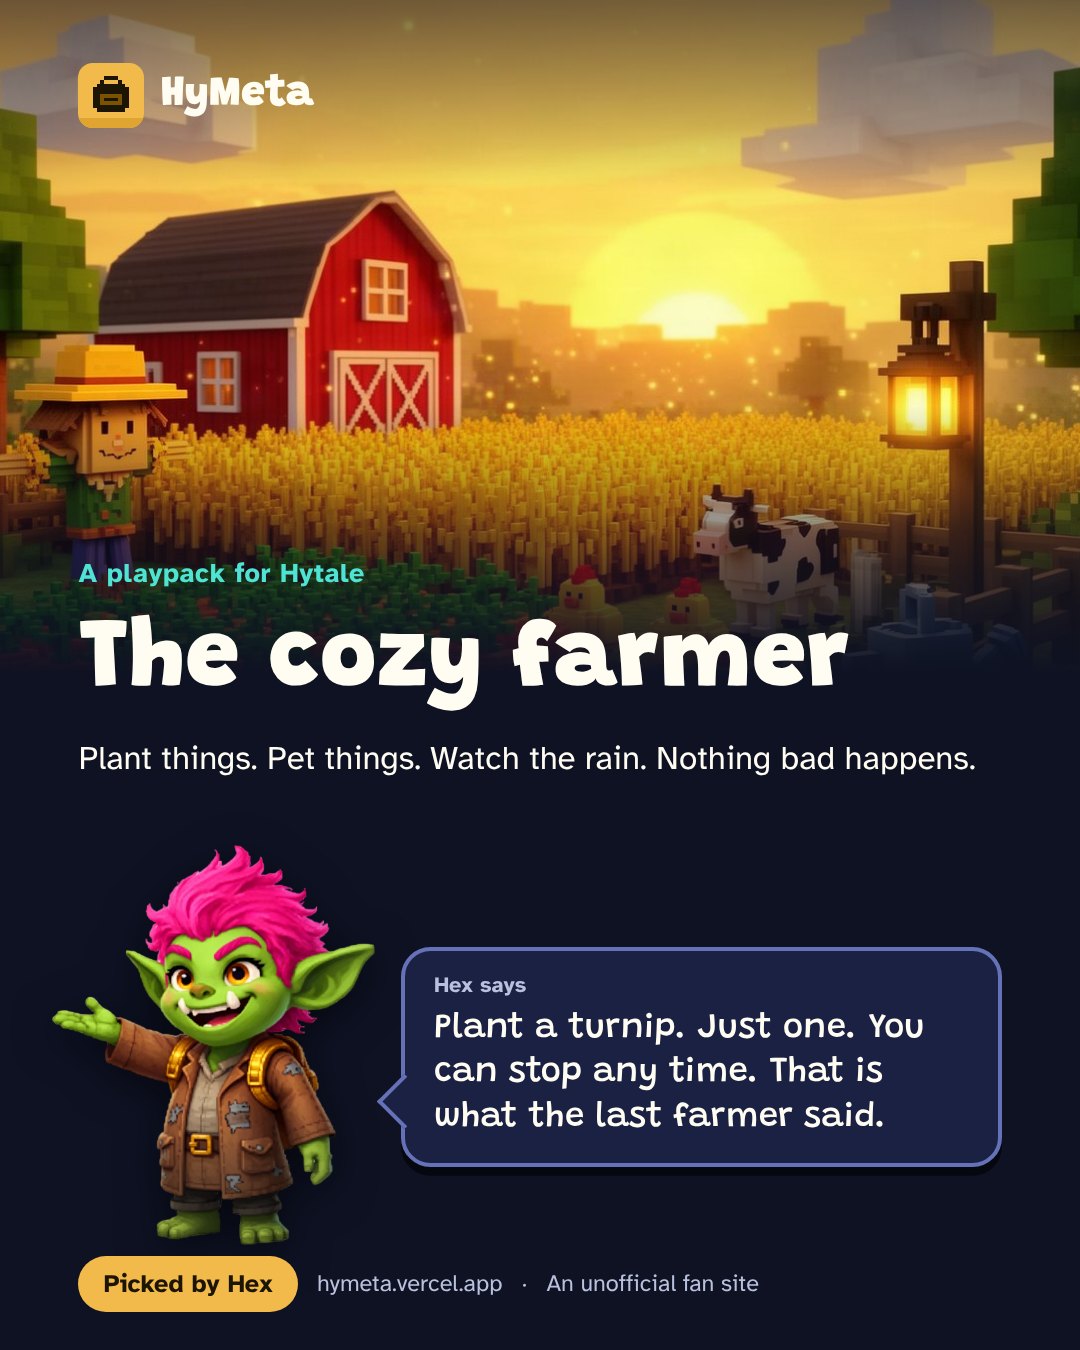 HyMeta
A playpack for Hytale
The cozy farmer
Plant things. Pet things. Watch the rain. Nothing bad happens.
Hex says
Plant a turnip. Just one. You
can stop any time. That is
what the last farmer said.
Picked by Hex
hymeta.vercel.app · An unofficial fan site